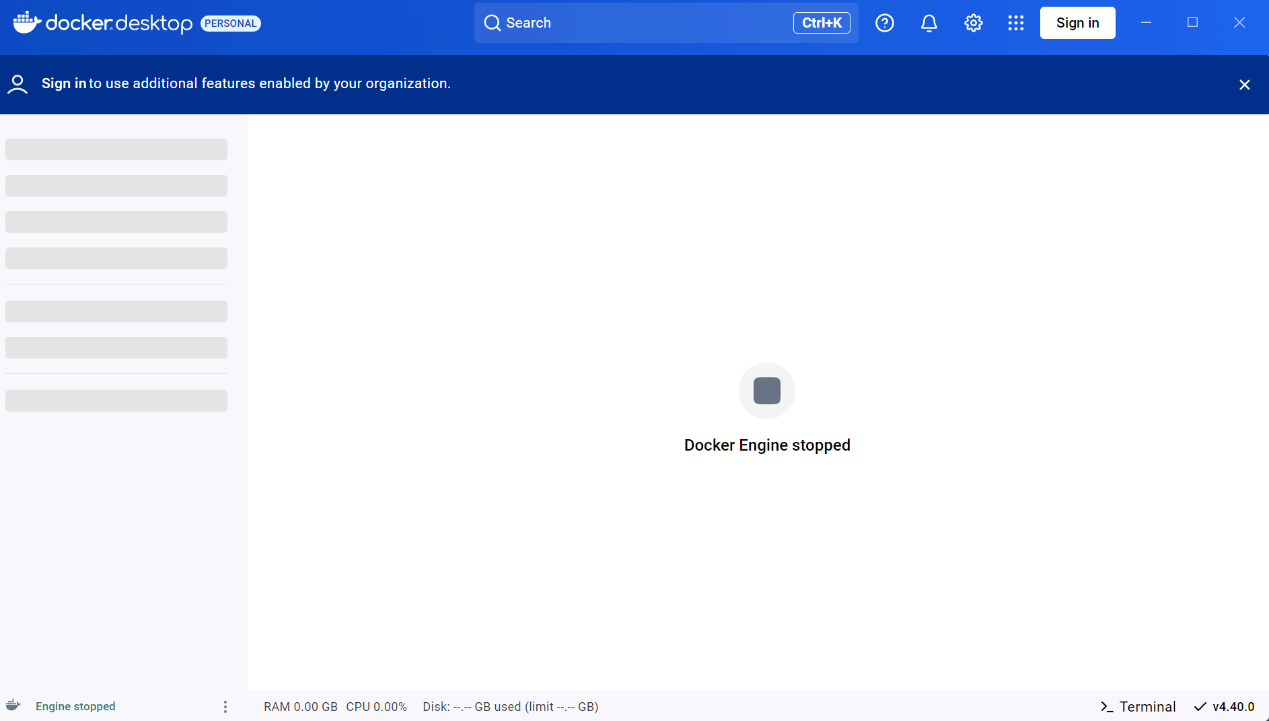 docker.desktop PERSONAL
Search Ctrl+K
Sign in
Sign in to use additional features enabled by your organization.
Docker Engine stopped
Engine stopped
RAM 0.00 GB CPU 0.00% Disk: --.-- GB used (limit --.-- GB)
>_ Terminal
v4.40.0